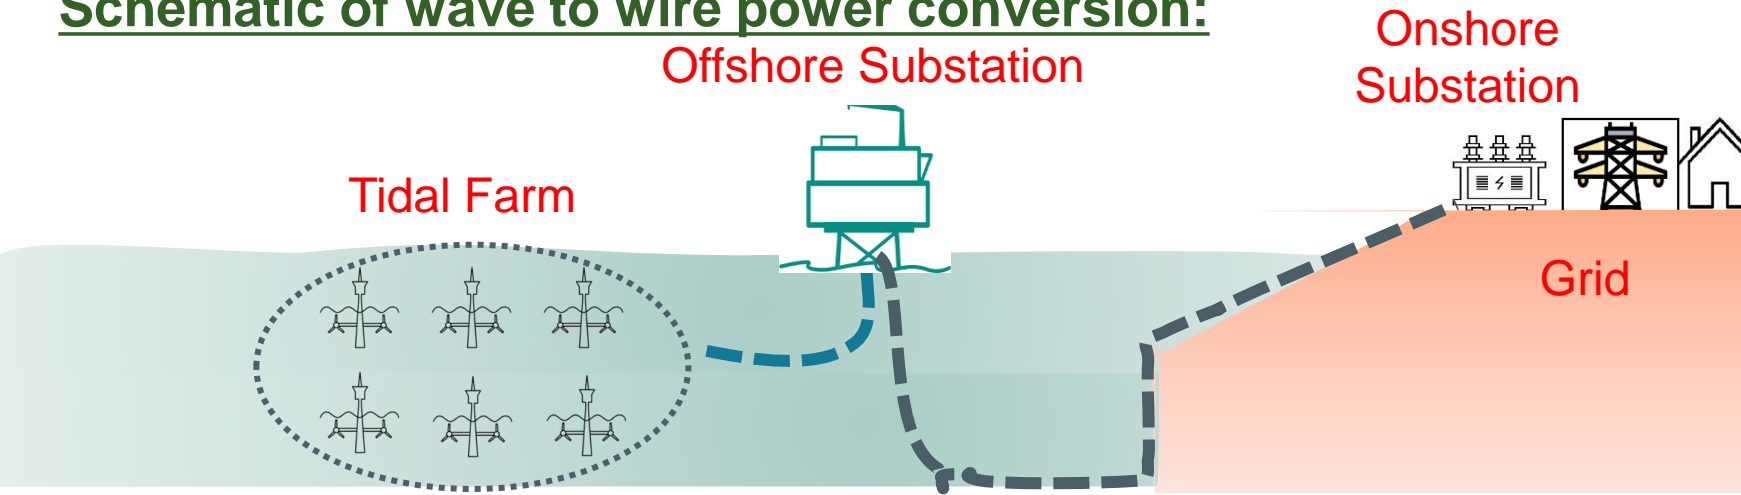 Schematic of wave to wire power conversion:
Offshore Substation
Onshore
Substation
Tidal Farm
Grid